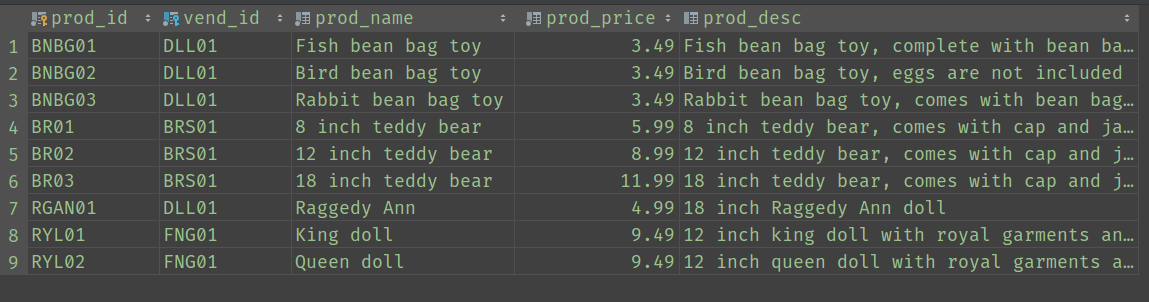 prod_id vend_id prod_name prod_price prod_desc
1 BNBG01 DLL01 Fish bean bag toy 3.49 Fish bean bag toy, complete with bean ba…
2 BNBG02 DLL01 Bird bean bag toy 3.49 Bird bean bag toy, eggs are not included
3 BNBG03 DLL01 Rabbit bean bag toy 3.49 Rabbit bean bag toy, comes with bean bag…
4 BR01 BRS01 8 inch teddy bear 5.99 8 inch teddy bear, comes with cap and ja…
5 BR02 BRS01 12 inch teddy bear 8.99 12 inch teddy bear, comes with cap and j…
6 BR03 BRS01 18 inch teddy bear 11.99 18 inch teddy bear, comes with cap and j…
7 RGAN01 DLL01 Raggedy Ann 4.99 18 inch Raggedy Ann doll
8 RYL01 FNG01 King doll 9.49 12 inch king doll with royal garments an…
9 RYL02 FNG01 Queen doll 9.49 12 inch queen doll with royal garments a…